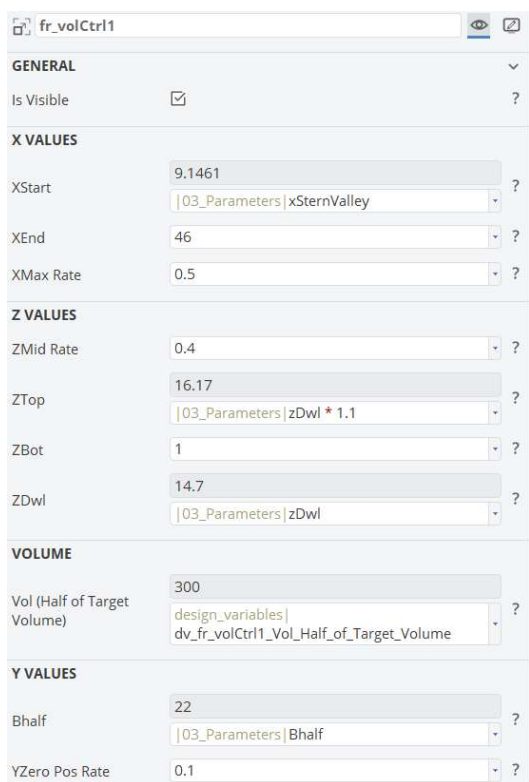 fr_volCtrl1
GENERAL
Is Visible
?
X VALUES
XStart
9.1461
|03_Parameters|xSternValley
?
XEnd
46
?
XMax Rate
0.5
?
Z VALUES
ZMid Rate
0.4
?
ZTop
16.17
|03_Parameters|zDwl * 1.1
?
ZBot
1
?
ZDwl
14.7
|03_Parameters|zDwl
?
VOLUME
Vol (Half of Target
Volume)
300
design_variables|
dv_fr_volCtrl1_Vol_Half_of_Target_Volume
?
Y VALUES
Bhalf
22
|03_Parameters|Bhalf
?
YZero Pos Rate
0.1
?